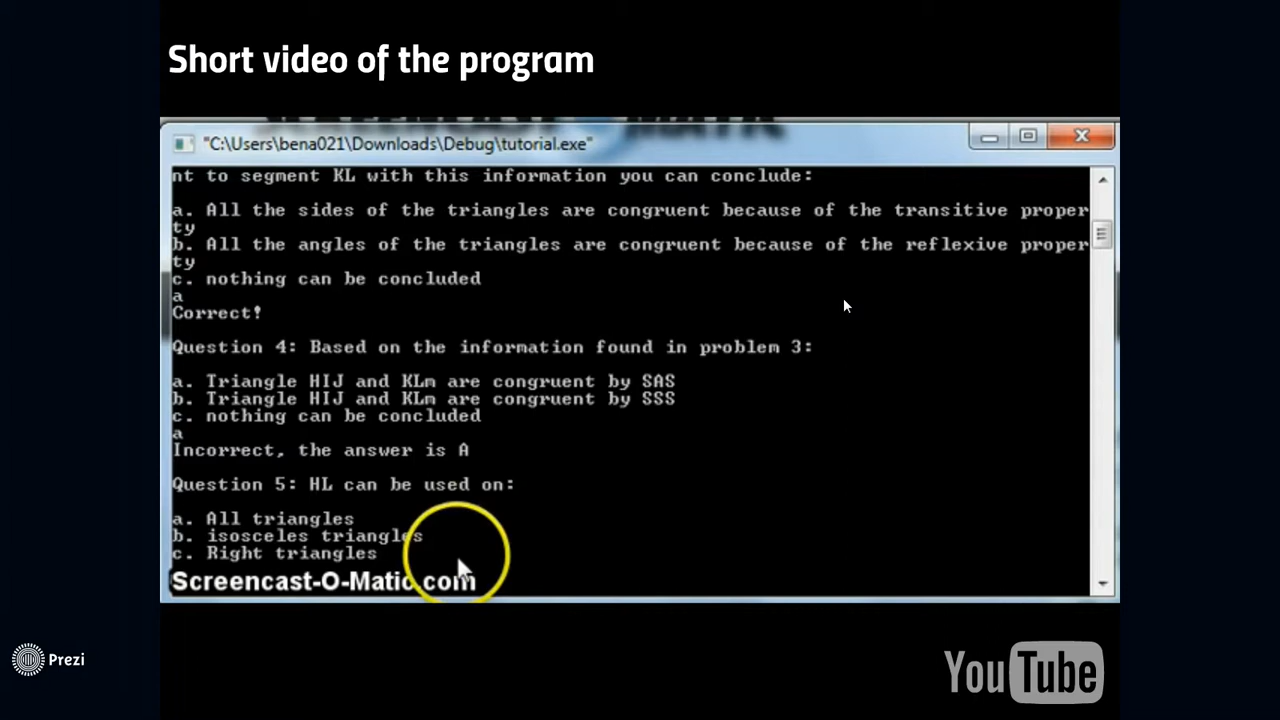 Short video of the program
"C:\Users\bena021\Downloads\Debug\tutorial.exe"
nt to segment KL with this information you can conclude:
a. All the sides of the triangles are congruent because of the transitive proper
ty
b. All the angles of the triangles are congruent because of the reflexive proper
ty
c. nothing can be concluded
a
Correct!
Question 4: Based on the information found in problem 3:
a. Triangle HIJ and KLm are congruent by SAS
b. Triangle HIJ and KLm are congruent by SSS
c. nothing can be concluded
a
Incorrect, the answer is A
Question 5: HL can be used on:
a. All triangles
b. isosceles triangles
c. Right triangles
Screencast-O-Matic.com
Prezi
YouTube